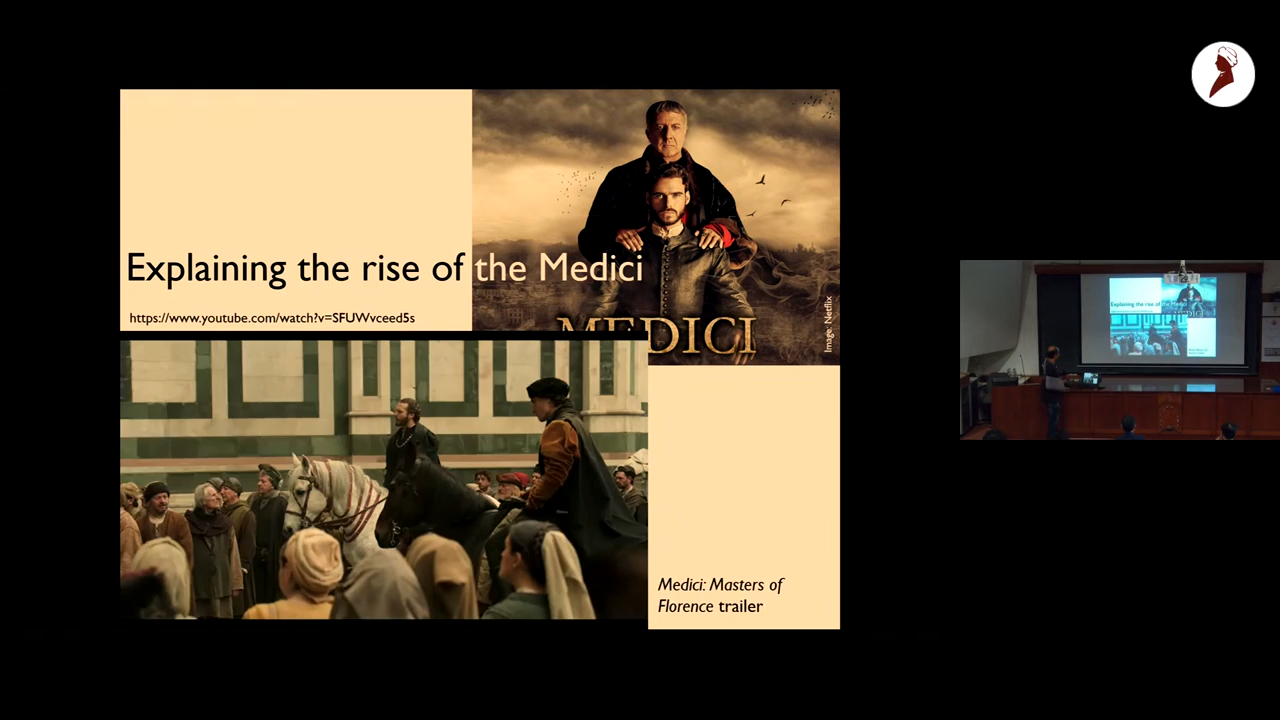 Explaining the rise of the Medici
https://www.youtube.com/watch?v=SFUWvceed5s
MEDICI
Image: Netflix
Medici: Masters of
Florence trailer